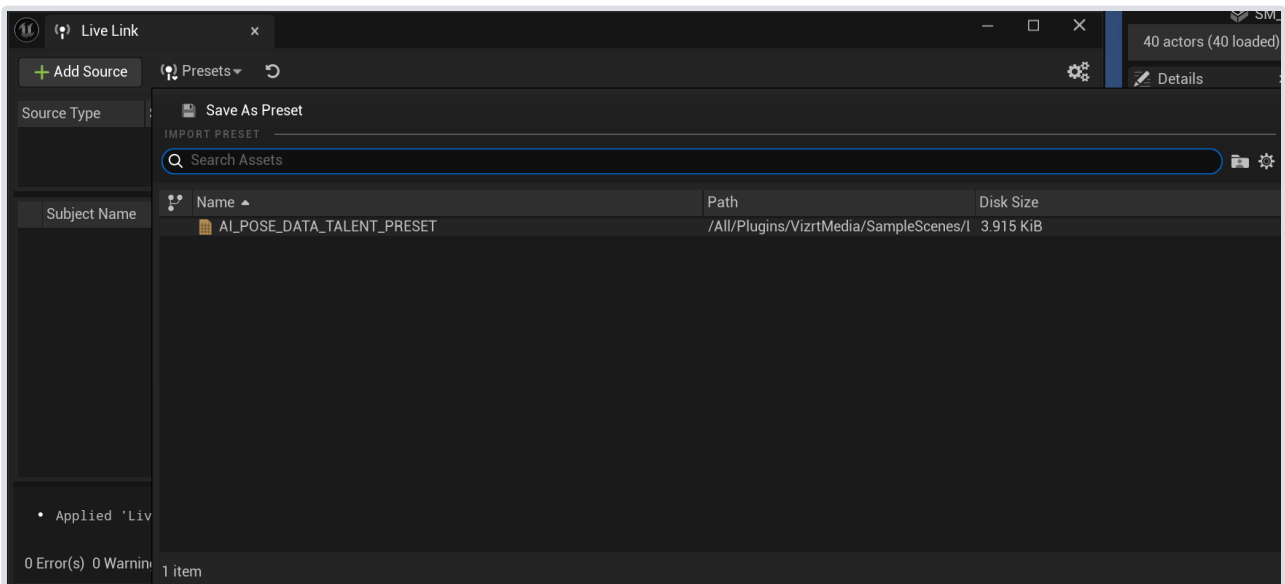 Live Link
SM_
40 actors (40 loaded)
Add Source
Presets
Details
Source Type
Save As Preset
IMPORT PRESET
Search Assets
Subject Name
Name
Path
Disk Size
AI_POSE_DATA_TALENT_PRESET
/All/Plugins/VizrtMedia/SampleScenes/L
3.915 KiB
• Applied 'Liv
0 Error(s) 0 Warnin
1 item